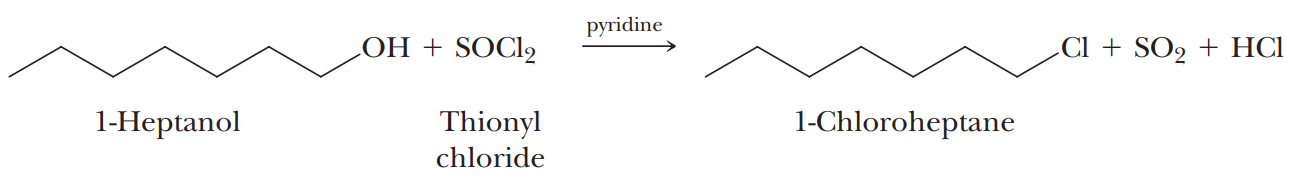 pyridine
OH + SOCl₂ Cl + SO₂ + HCl
1-Heptanol Thionyl chloride 1-Chloroheptane